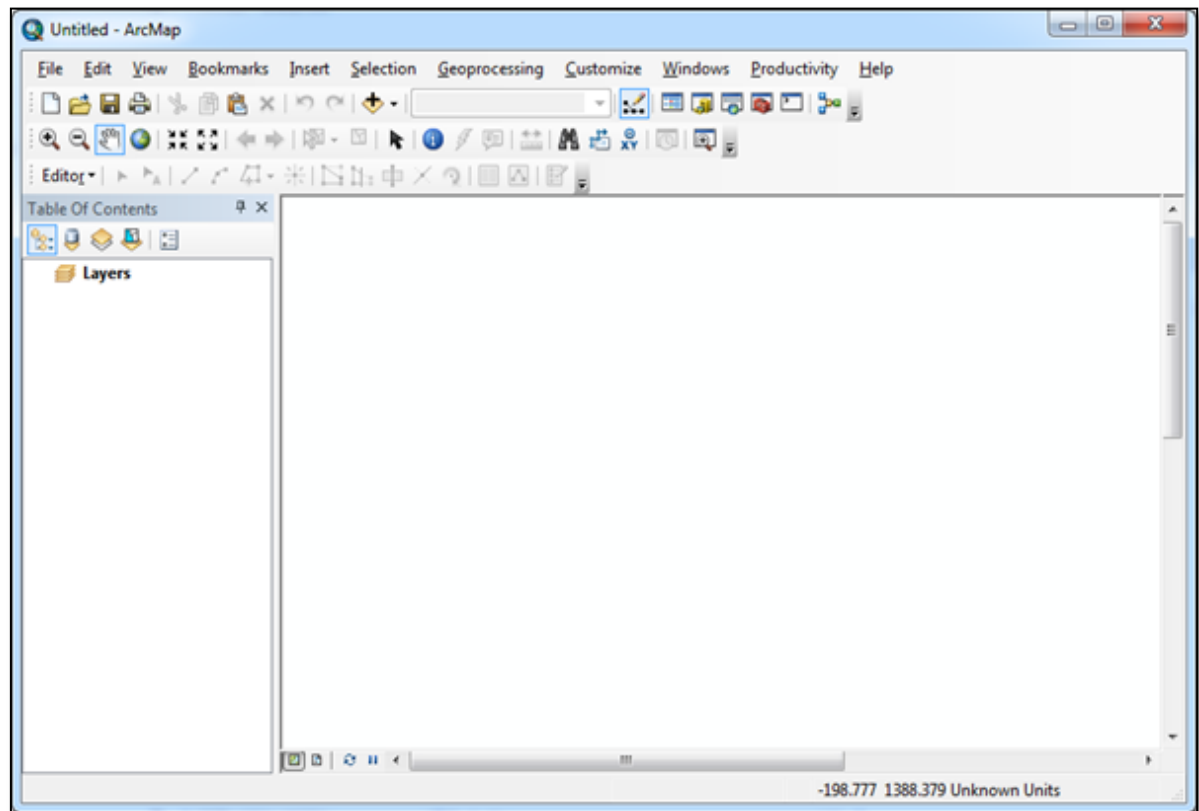 Untitled - ArcMap
File Edit View Bookmarks Insert Selection Geoprocessing Customize Windows Productivity Help
Editor
Table Of Contents
Layers
-198.777 1388.379 Unknown Units